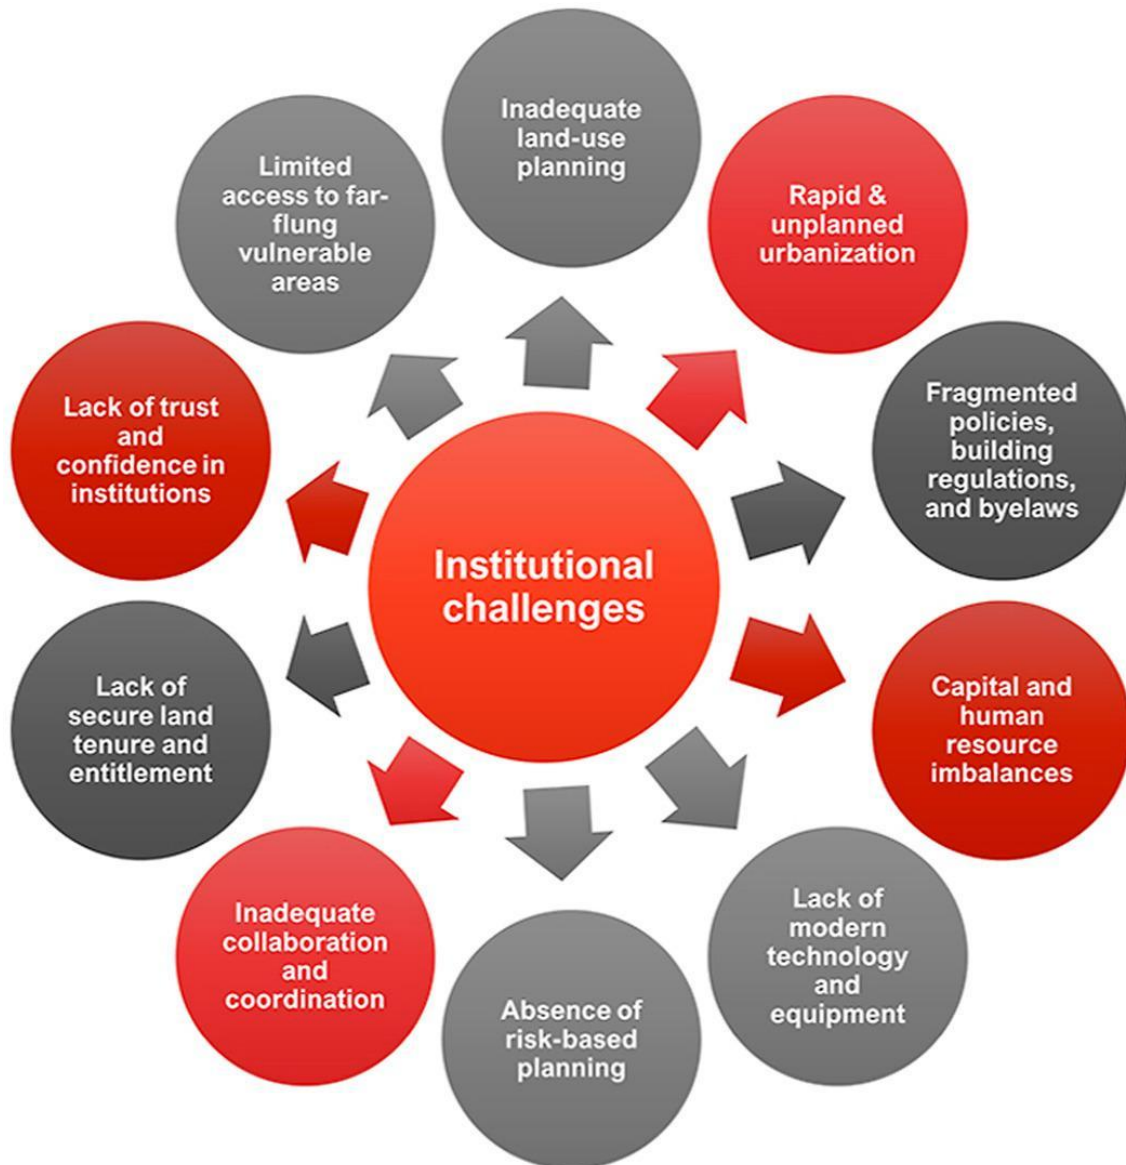 Inadequate
land-use
planning
Rapid &
unplanned
urbanization
Fragmented
policies,
building
regulations,
and byelaws
Capital and
human
resource
imbalances
Lack of
modern
technology
and
equipment
Absence of
risk-based
planning
Inadequate
collaboration
and
coordination
Lack of
secure land
tenure and
entitlement
Lack of trust
and
confidence in
institutions
Limited
access to far-
flung
vulnerable
areas
Institutional
challenges